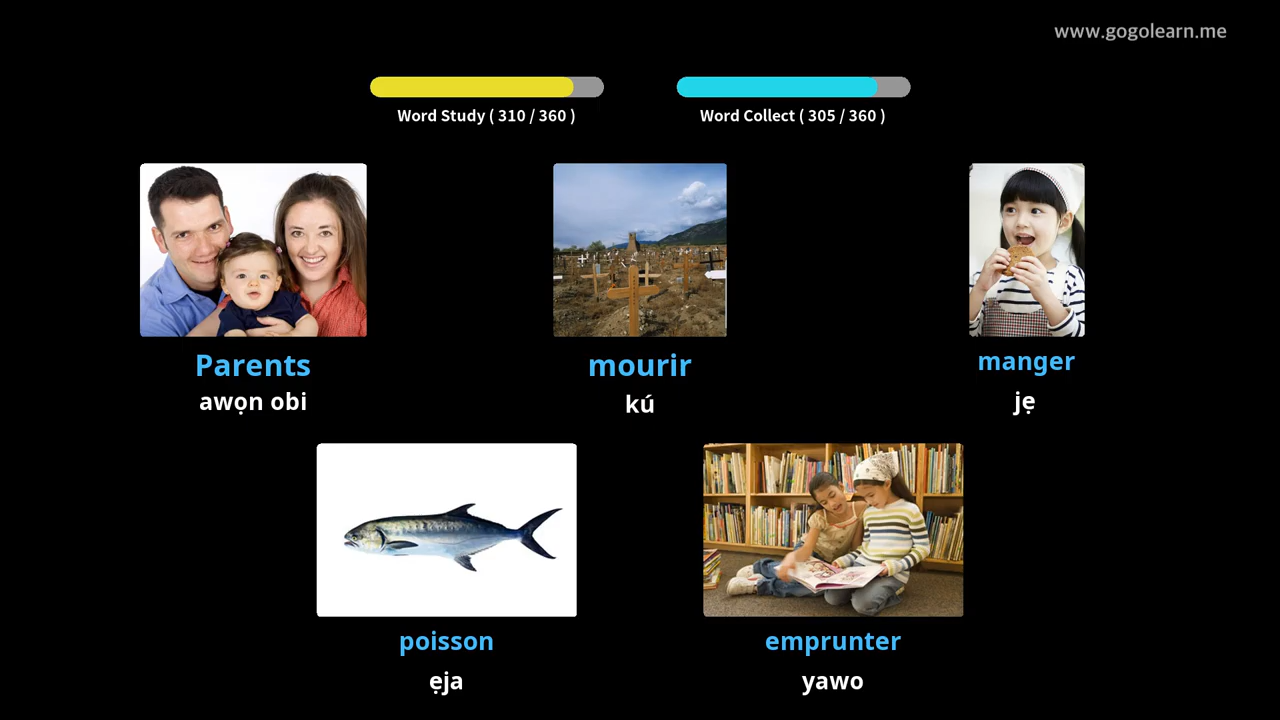 www.gogolearn.me
Word Study ( 310 / 360 )
Word Collect ( 305 / 360 )
Parents
awọn obi
mourir
kú
manger
jẹ
poisson
ẹja
emprunter
yawo